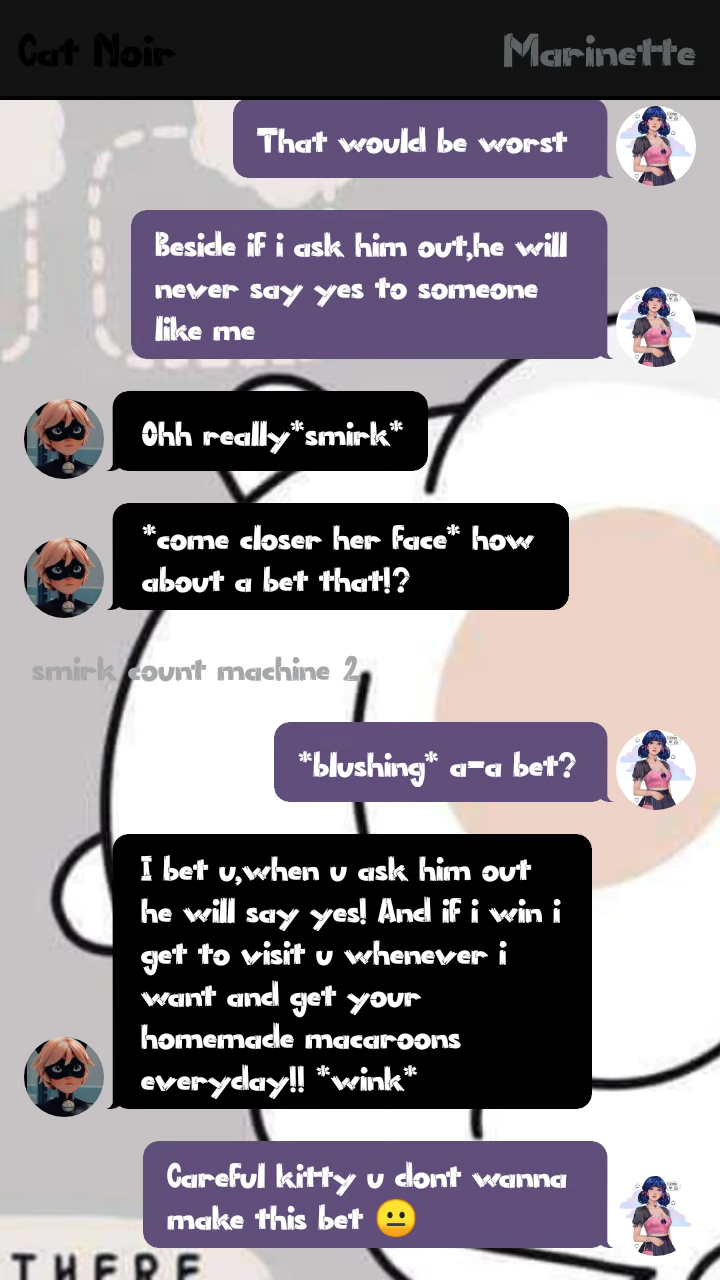 Cat Noir
Marinette
That would be worst
Beside if i ask him out,he will
never say yes to someone
like me
Ohh really*smirk*
*come closer her face* how
about a bet that!?
smirk count machine 2
*blushing* a-a bet?
I bet u,when u ask him out
he will say yes! And if i win i
get to visit u whenever i
want and get your
homemade macaroons
everyday!! *wink*
Careful kitty u dont wanna
make this bet 😐
THERE